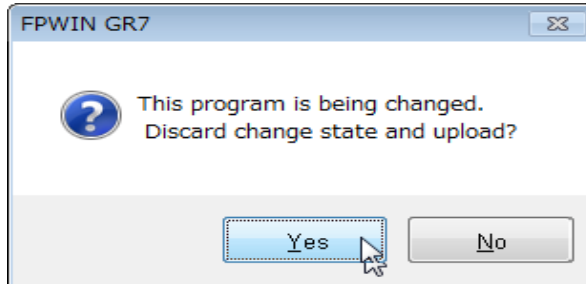 FPWIN GR7
This program is being changed.
Discard change state and upload?
Yes
No